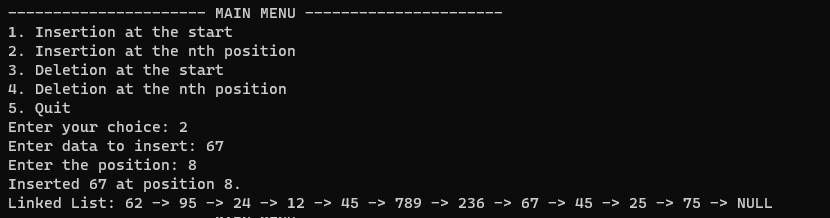 ---------------------- MAIN MENU ----------------------
1. Insertion at the start
2. Insertion at the nth position
3. Deletion at the start
4. Deletion at the nth position
5. Quit
Enter your choice: 2
Enter data to insert: 67
Enter the position: 8
Inserted 67 at position 8.
Linked List: 62 -> 95 -> 24 -> 12 -> 45 -> 789 -> 236 -> 67 -> 45 -> 25 -> 75 -> NULL
MAIN MENU